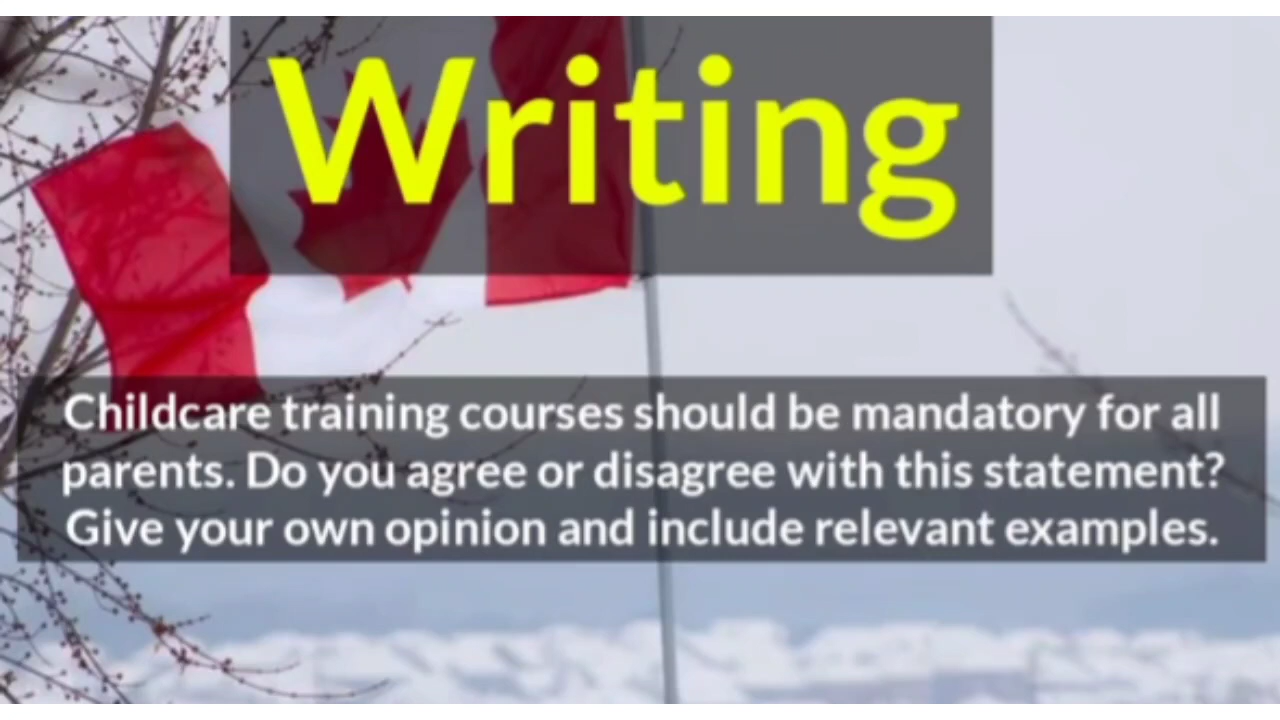 Writing
Childcare training courses should be mandatory for all
parents. Do you agree or disagree with this statement?
Give your own opinion and include relevant examples.